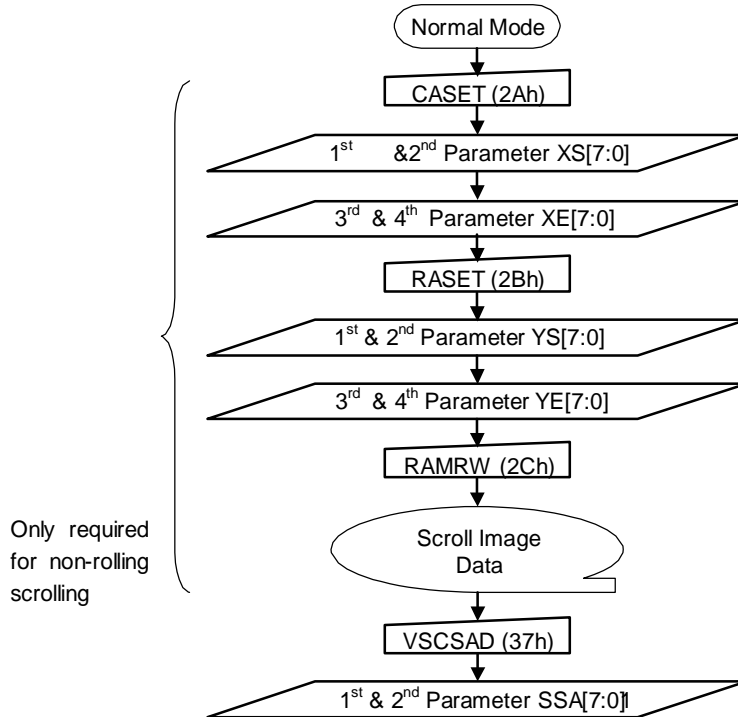 Normal Mode
CASET (2Ah)
1st &2nd Parameter XS[7:0]
3rd & 4th Parameter XE[7:0]
RASET (2Bh)
1st & 2nd Parameter YS[7:0]
3rd & 4th Parameter YE[7:0]
RAMRW (2Ch)
Only required
for non-rolling
scrolling
Scroll Image
Data
VSCSAD (37h)
1st & 2nd Parameter SSA[7:0]1